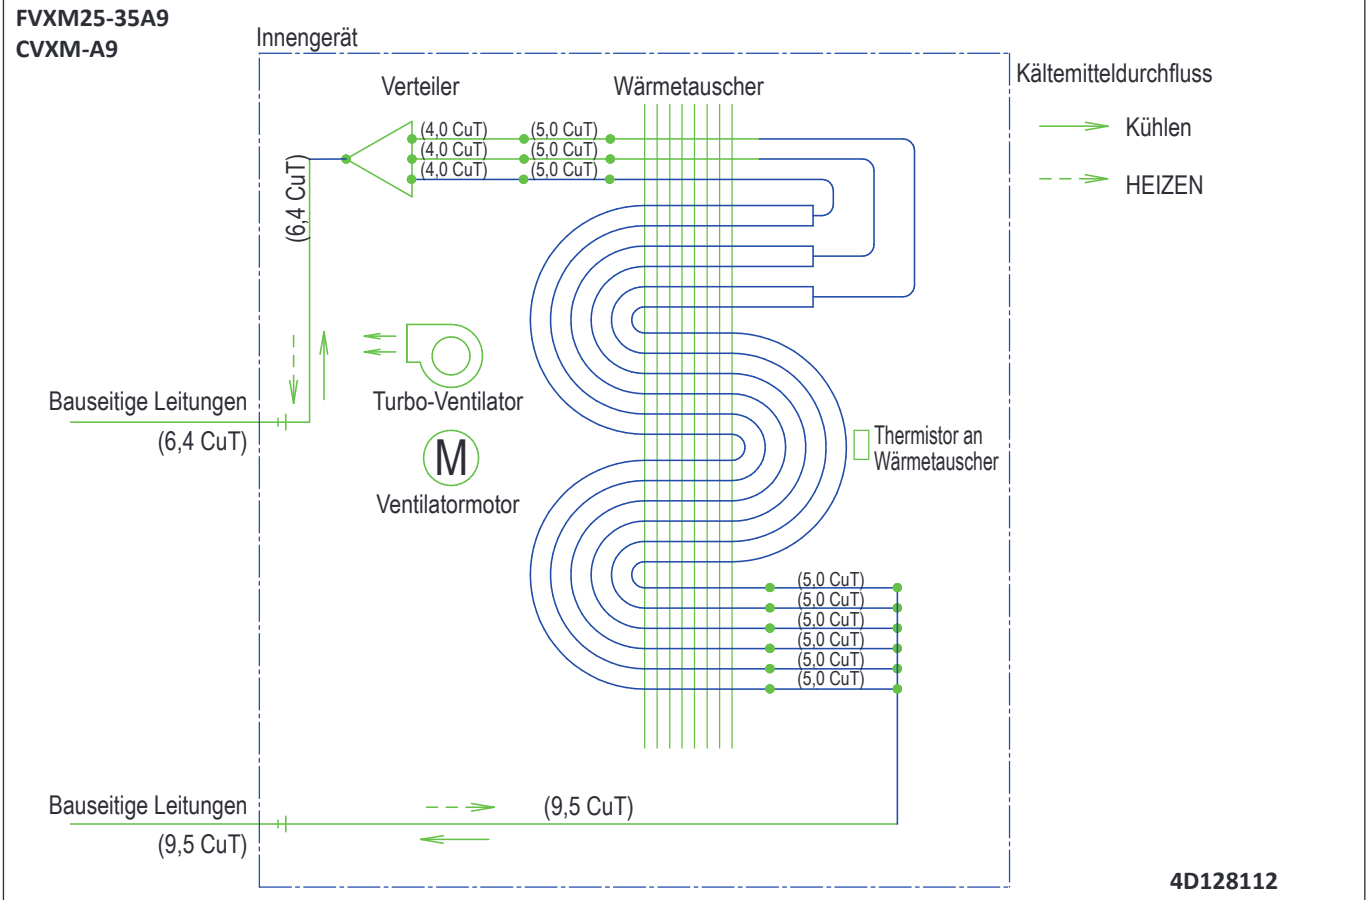 FVXM25-35A9
CVXM-A9
Innengerät
Kältemitteldurchfluss
Verteiler
Wärmetauscher
(4,0 CuT) (5,0 CuT)
(4,0 CuT) (5,0 CuT)
(4,0 CuT) (5,0 CuT)
Kühlen
HEIZEN
(6,4 CuT)
Bauseitige Leitungen
(6,4 CuT)
Turbo-Ventilator
M
Ventilatormotor
Thermistor an
Wärmetauscher
(5,0 CuT)
(5,0 CuT)
(5,0 CuT)
(5,0 CuT)
(5,0 CuT)
(5,0 CuT)
Bauseitige Leitungen
(9,5 CuT)
(9,5 CuT)
4D128112